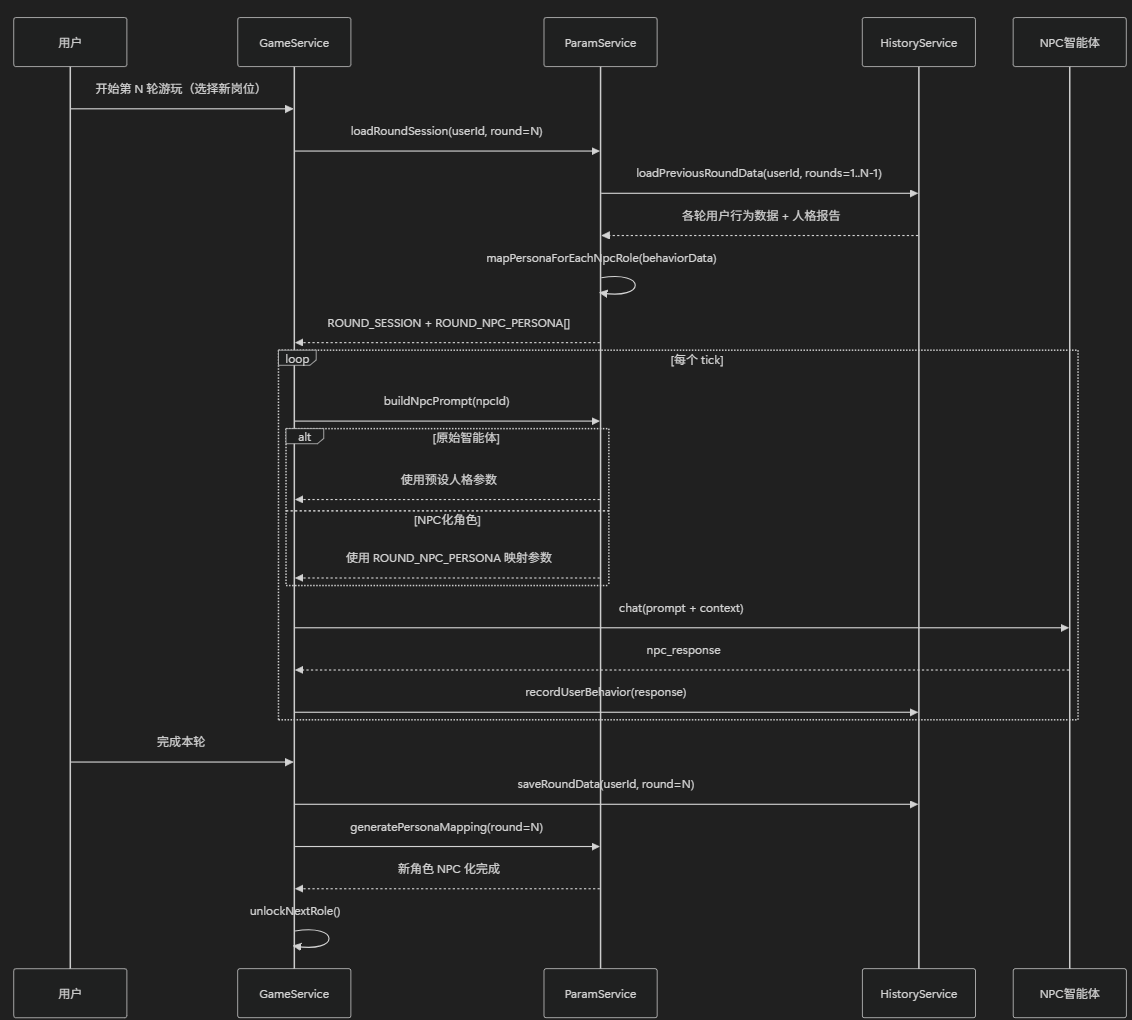 用户
GameService
ParamService
HistoryService
NPC智能体
开始第 N 轮游玩（选择新岗位）
loadRoundSession(userId, round=N)
loadPreviousRoundData(userId, rounds=1..N-1)
各轮用户行为数据 + 人格报告
mapPersonaForEachNpcRole(behaviorData)
ROUND_SESSION + ROUND_NPC_PERSONA[]
loop
[每个 tick]
buildNpcPrompt(npcId)
alt
[原始智能体]
使用预设人格参数
[NPC化角色]
使用 ROUND_NPC_PERSONA 映射参数
chat(prompt + context)
npc_response
recordUserBehavior(response)
完成本轮
saveRoundData(userId, round=N)
generatePersonaMapping(round=N)
新角色 NPC 化完成
unlockNextRole()
用户
GameService
ParamService
HistoryService
NPC智能体